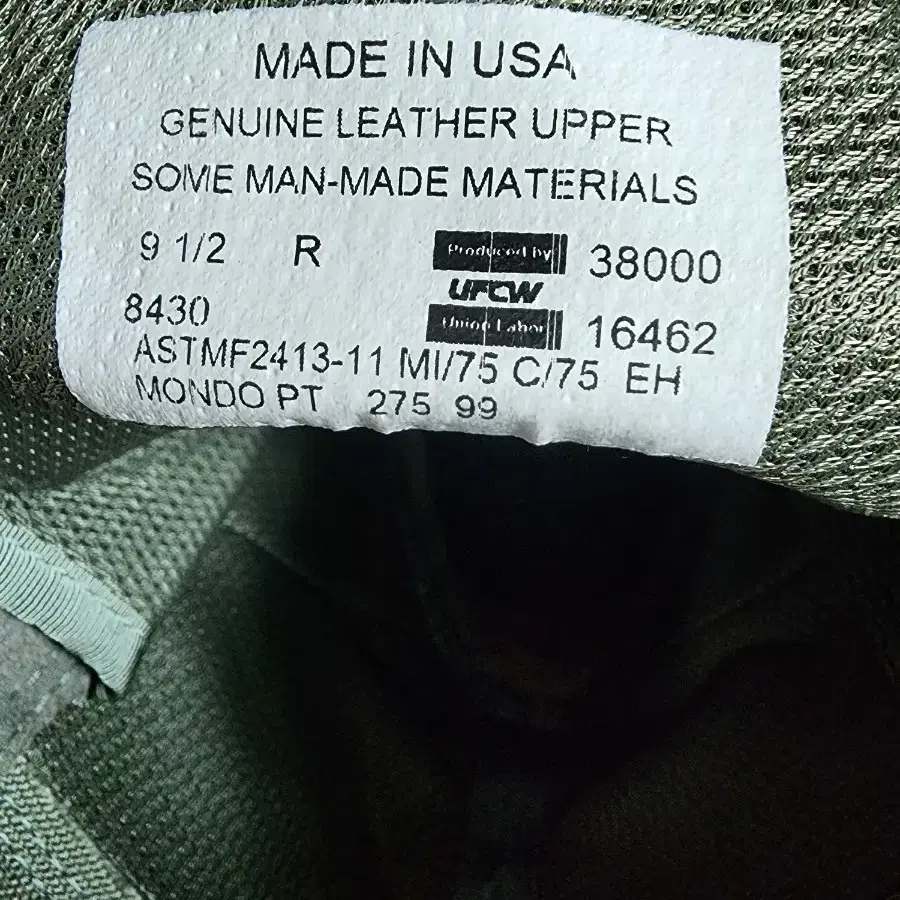 MADE IN USA
GENUINE LEATHER UPPER
SOME MAN-MADE MATERIALS
9 1/2 R Produced by 38000
UFCW
8430 Union Labor 16462
ASTMF2413-11 MI/75 C/75 EH
MONDO PT 275 99